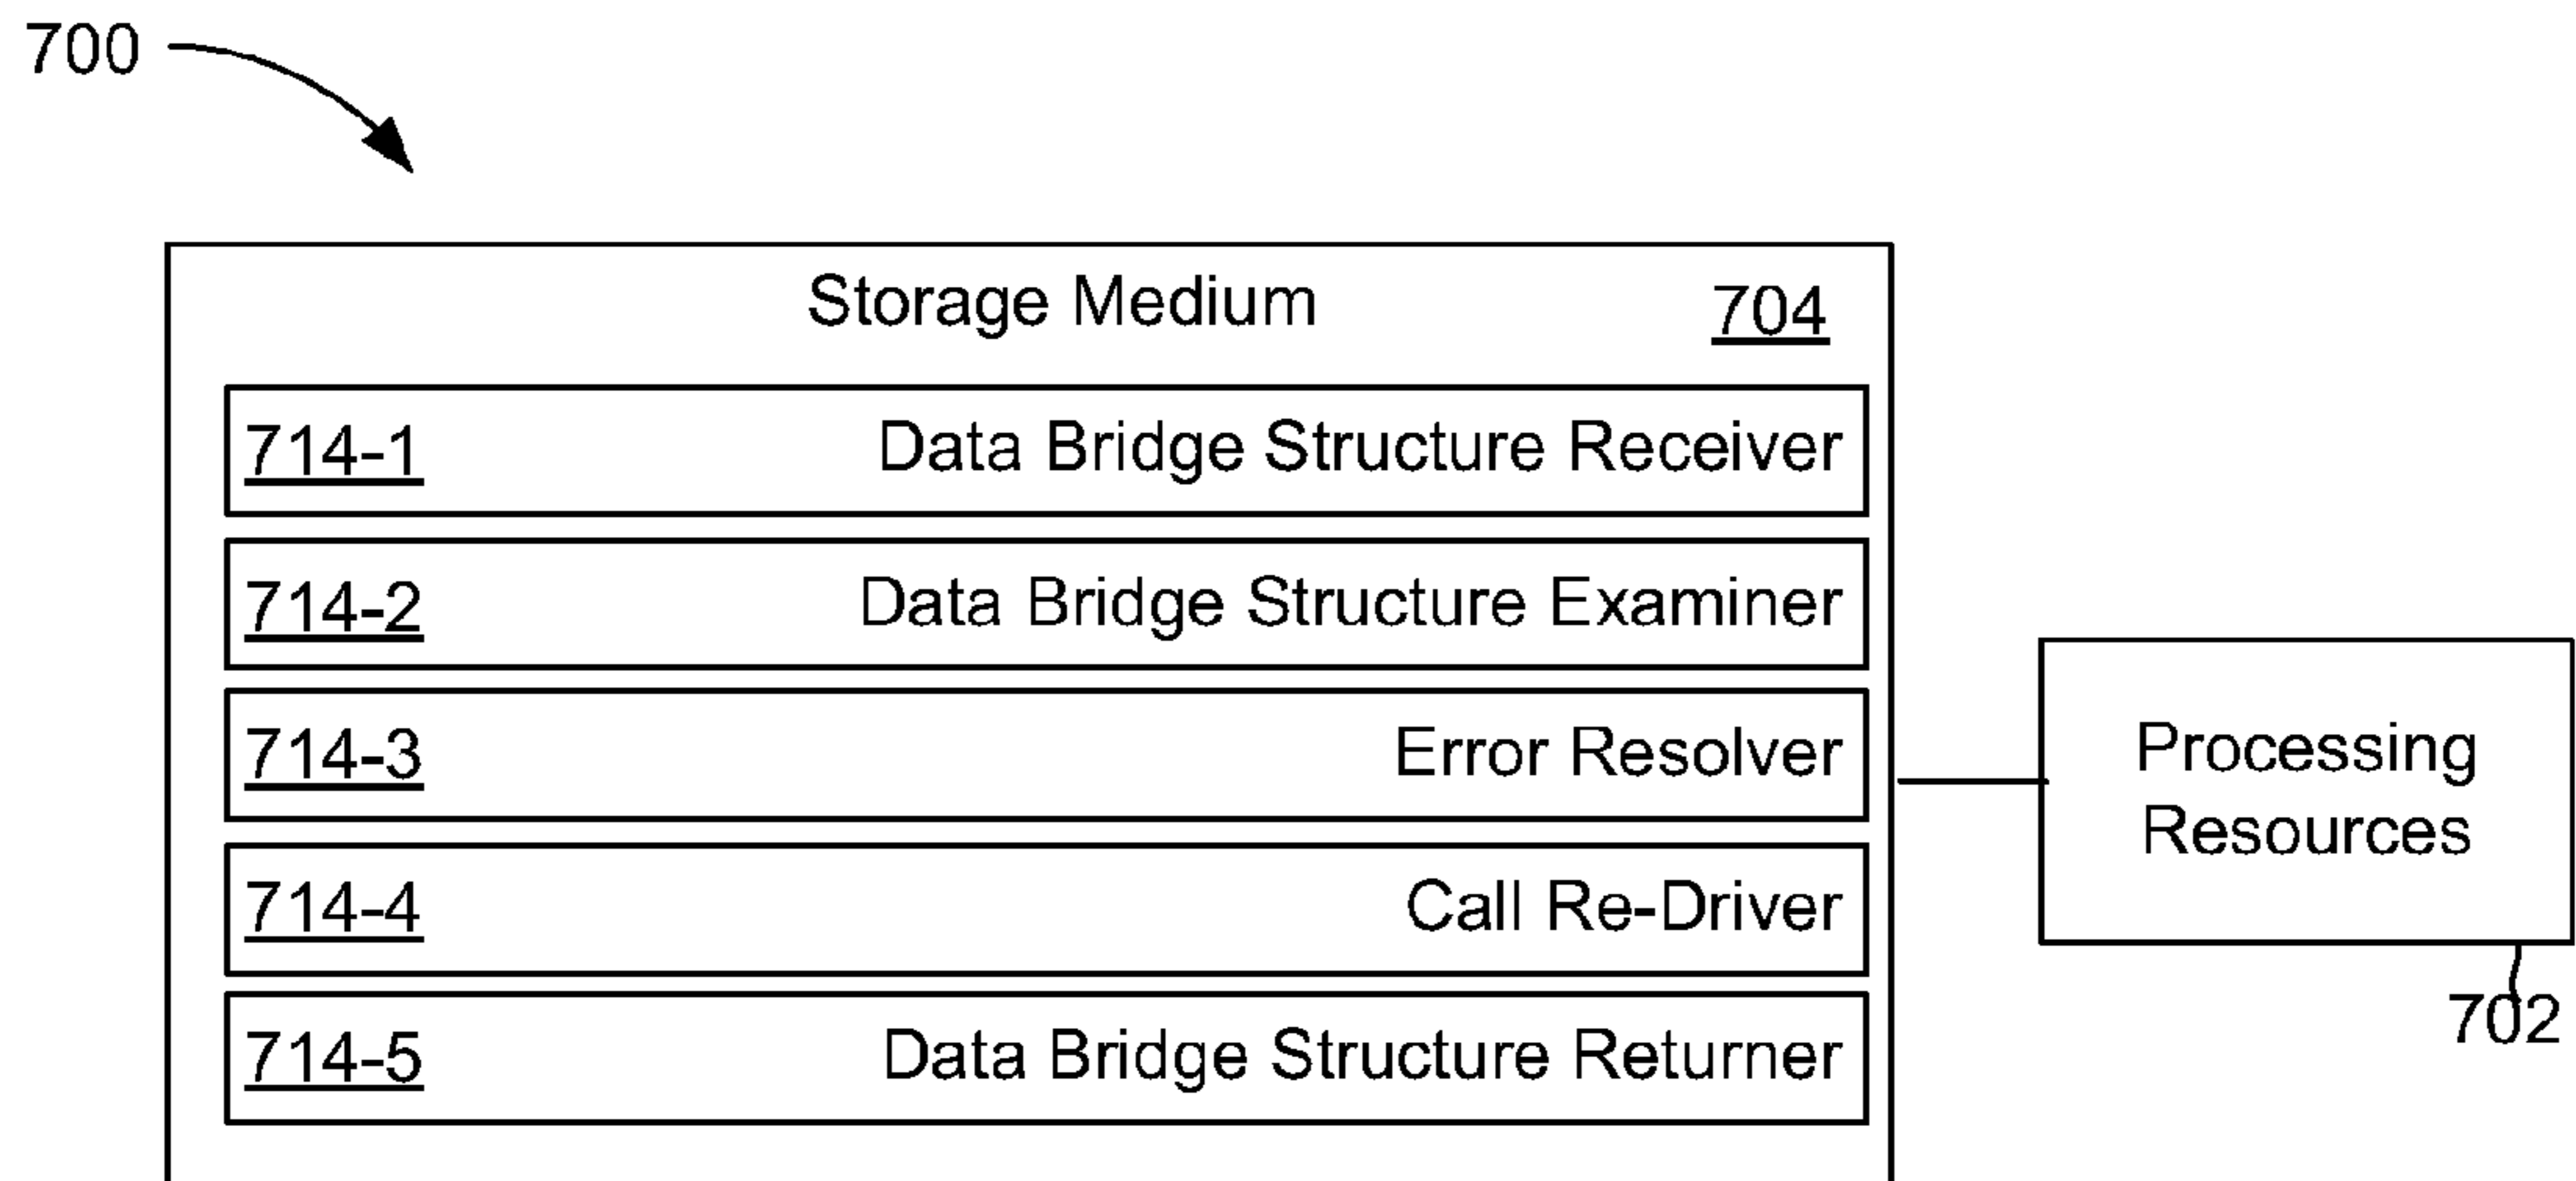 700
Storage Medium 704
714-1 Data Bridge Structure Receiver
714-2 Data Bridge Structure Examiner
714-3 Error Resolver
714-4 Call Re-Driver
714-5 Data Bridge Structure Returner
Processing
Resources
702